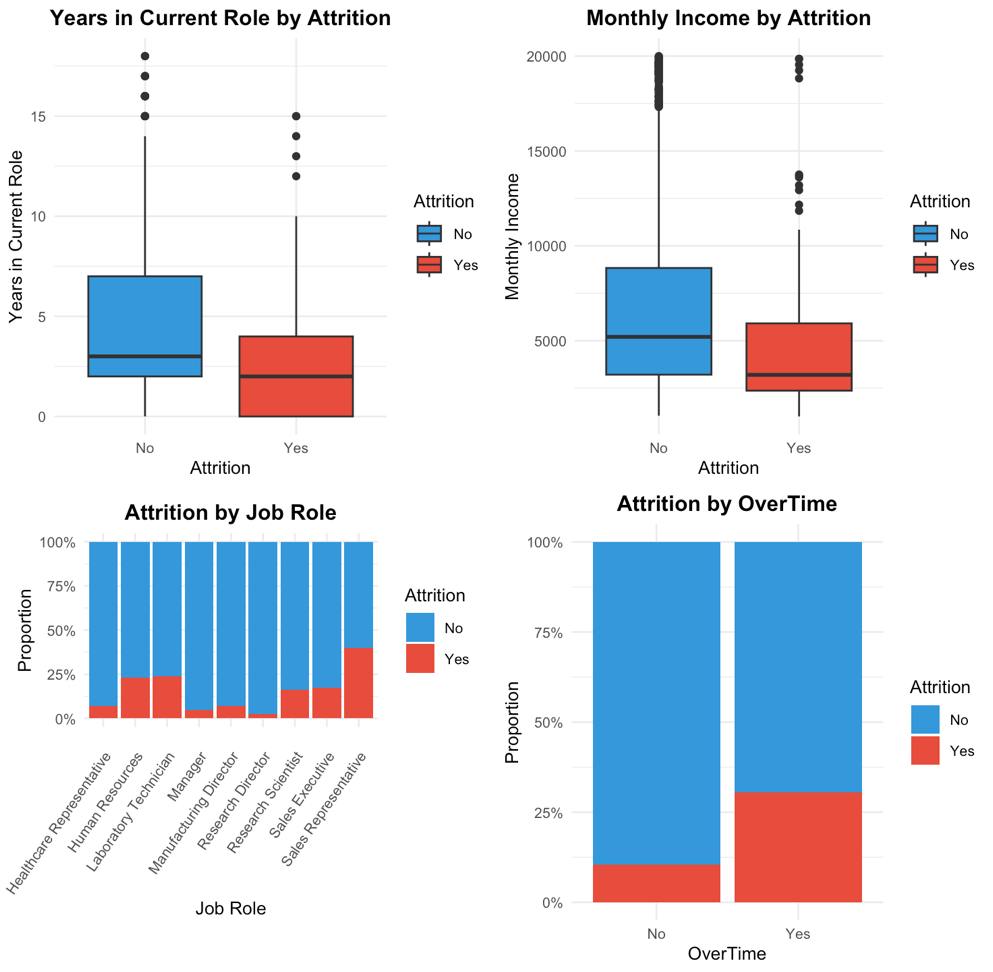 Years in Current Role by Attrition
Years in Current Role
15
10
5
0
No
Yes
Attrition
Attrition
No
Yes
Monthly Income by Attrition
Monthly Income
20000
15000
10000
5000
No
Yes
Attrition
Attrition
No
Yes
Attrition by Job Role
Proportion
100%
75%
50%
25%
0%
Healthcare Representative
Human Resources
Laboratory Technician
Manager
Manufacturing Director
Research Director
Research Scientist
Sales Executive
Sales Representative
Job Role
Attrition
No
Yes
Attrition by OverTime
Proportion
100%
75%
50%
25%
0%
No
Yes
OverTime
Attrition
No
Yes